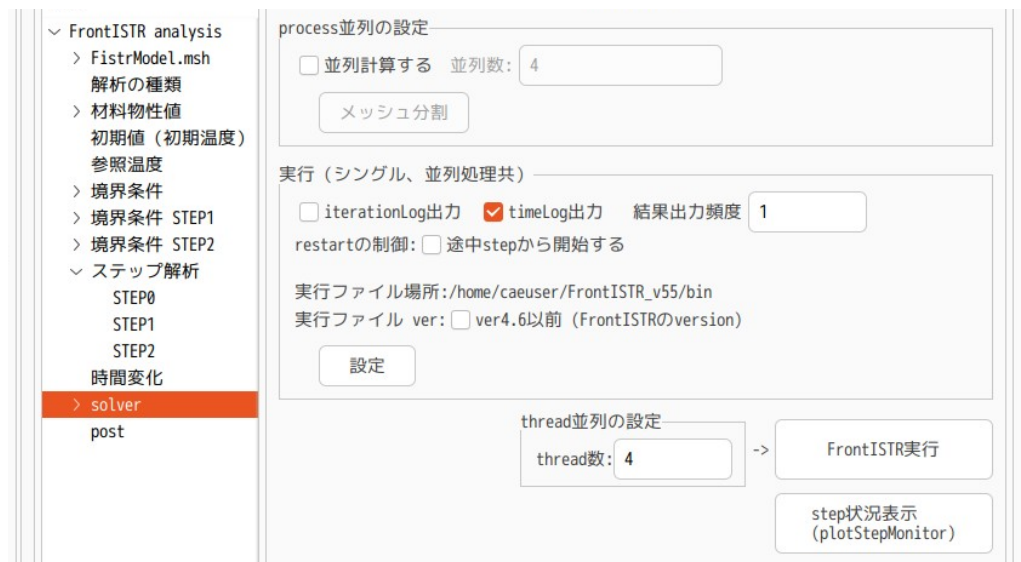 FrontISTR analysis
FistrModel.msh
解析の種類
材料物性値
初期値（初期温度）
参照温度
境界条件
境界条件 STEP1
境界条件 STEP2
ステップ解析
STEP0
STEP1
STEP2
時間変化
solver
post
process並列の設定
並列計算する 並列数: 4
メッシュ分割
実行（シングル、並列処理共）
iterationLog出力 timeLog出力 結果出力頻度 1
restartの制御: 途中stepから開始する
実行ファイル場所:/home/caeuser/FrontISTR_v55/bin
実行ファイル ver: ver4.6以前（FrontISTRのversion）
設定
thread並列の設定
thread数: 4
-> FrontISTR実行
step状況表示
(plotStepMonitor)